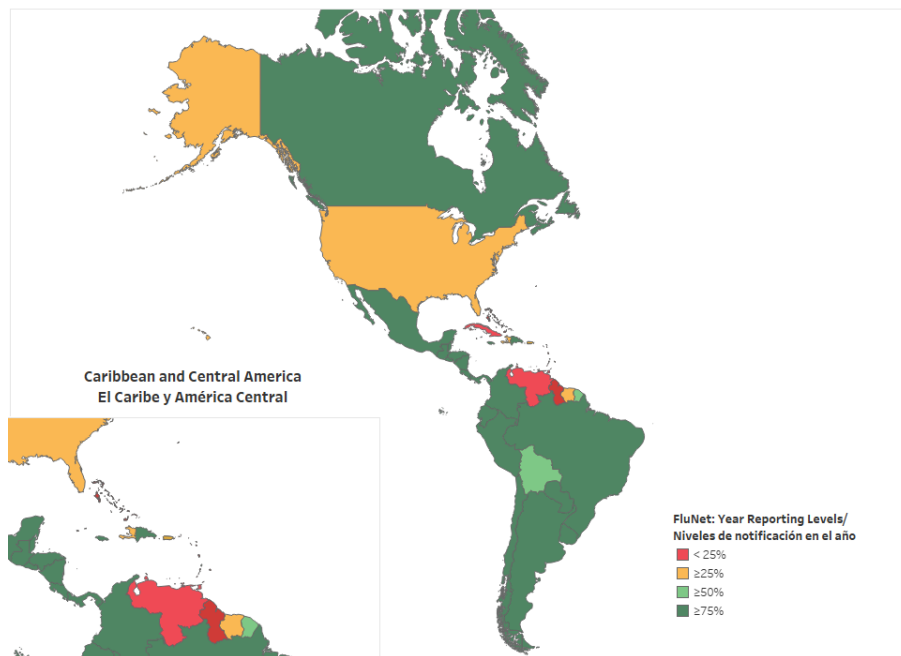 Caribbean and Central America
El Caribe y América Central
FluNet: Year Reporting Levels/
Niveles de notificación en el año
< 25%
≥25%
≥50%
≥75%